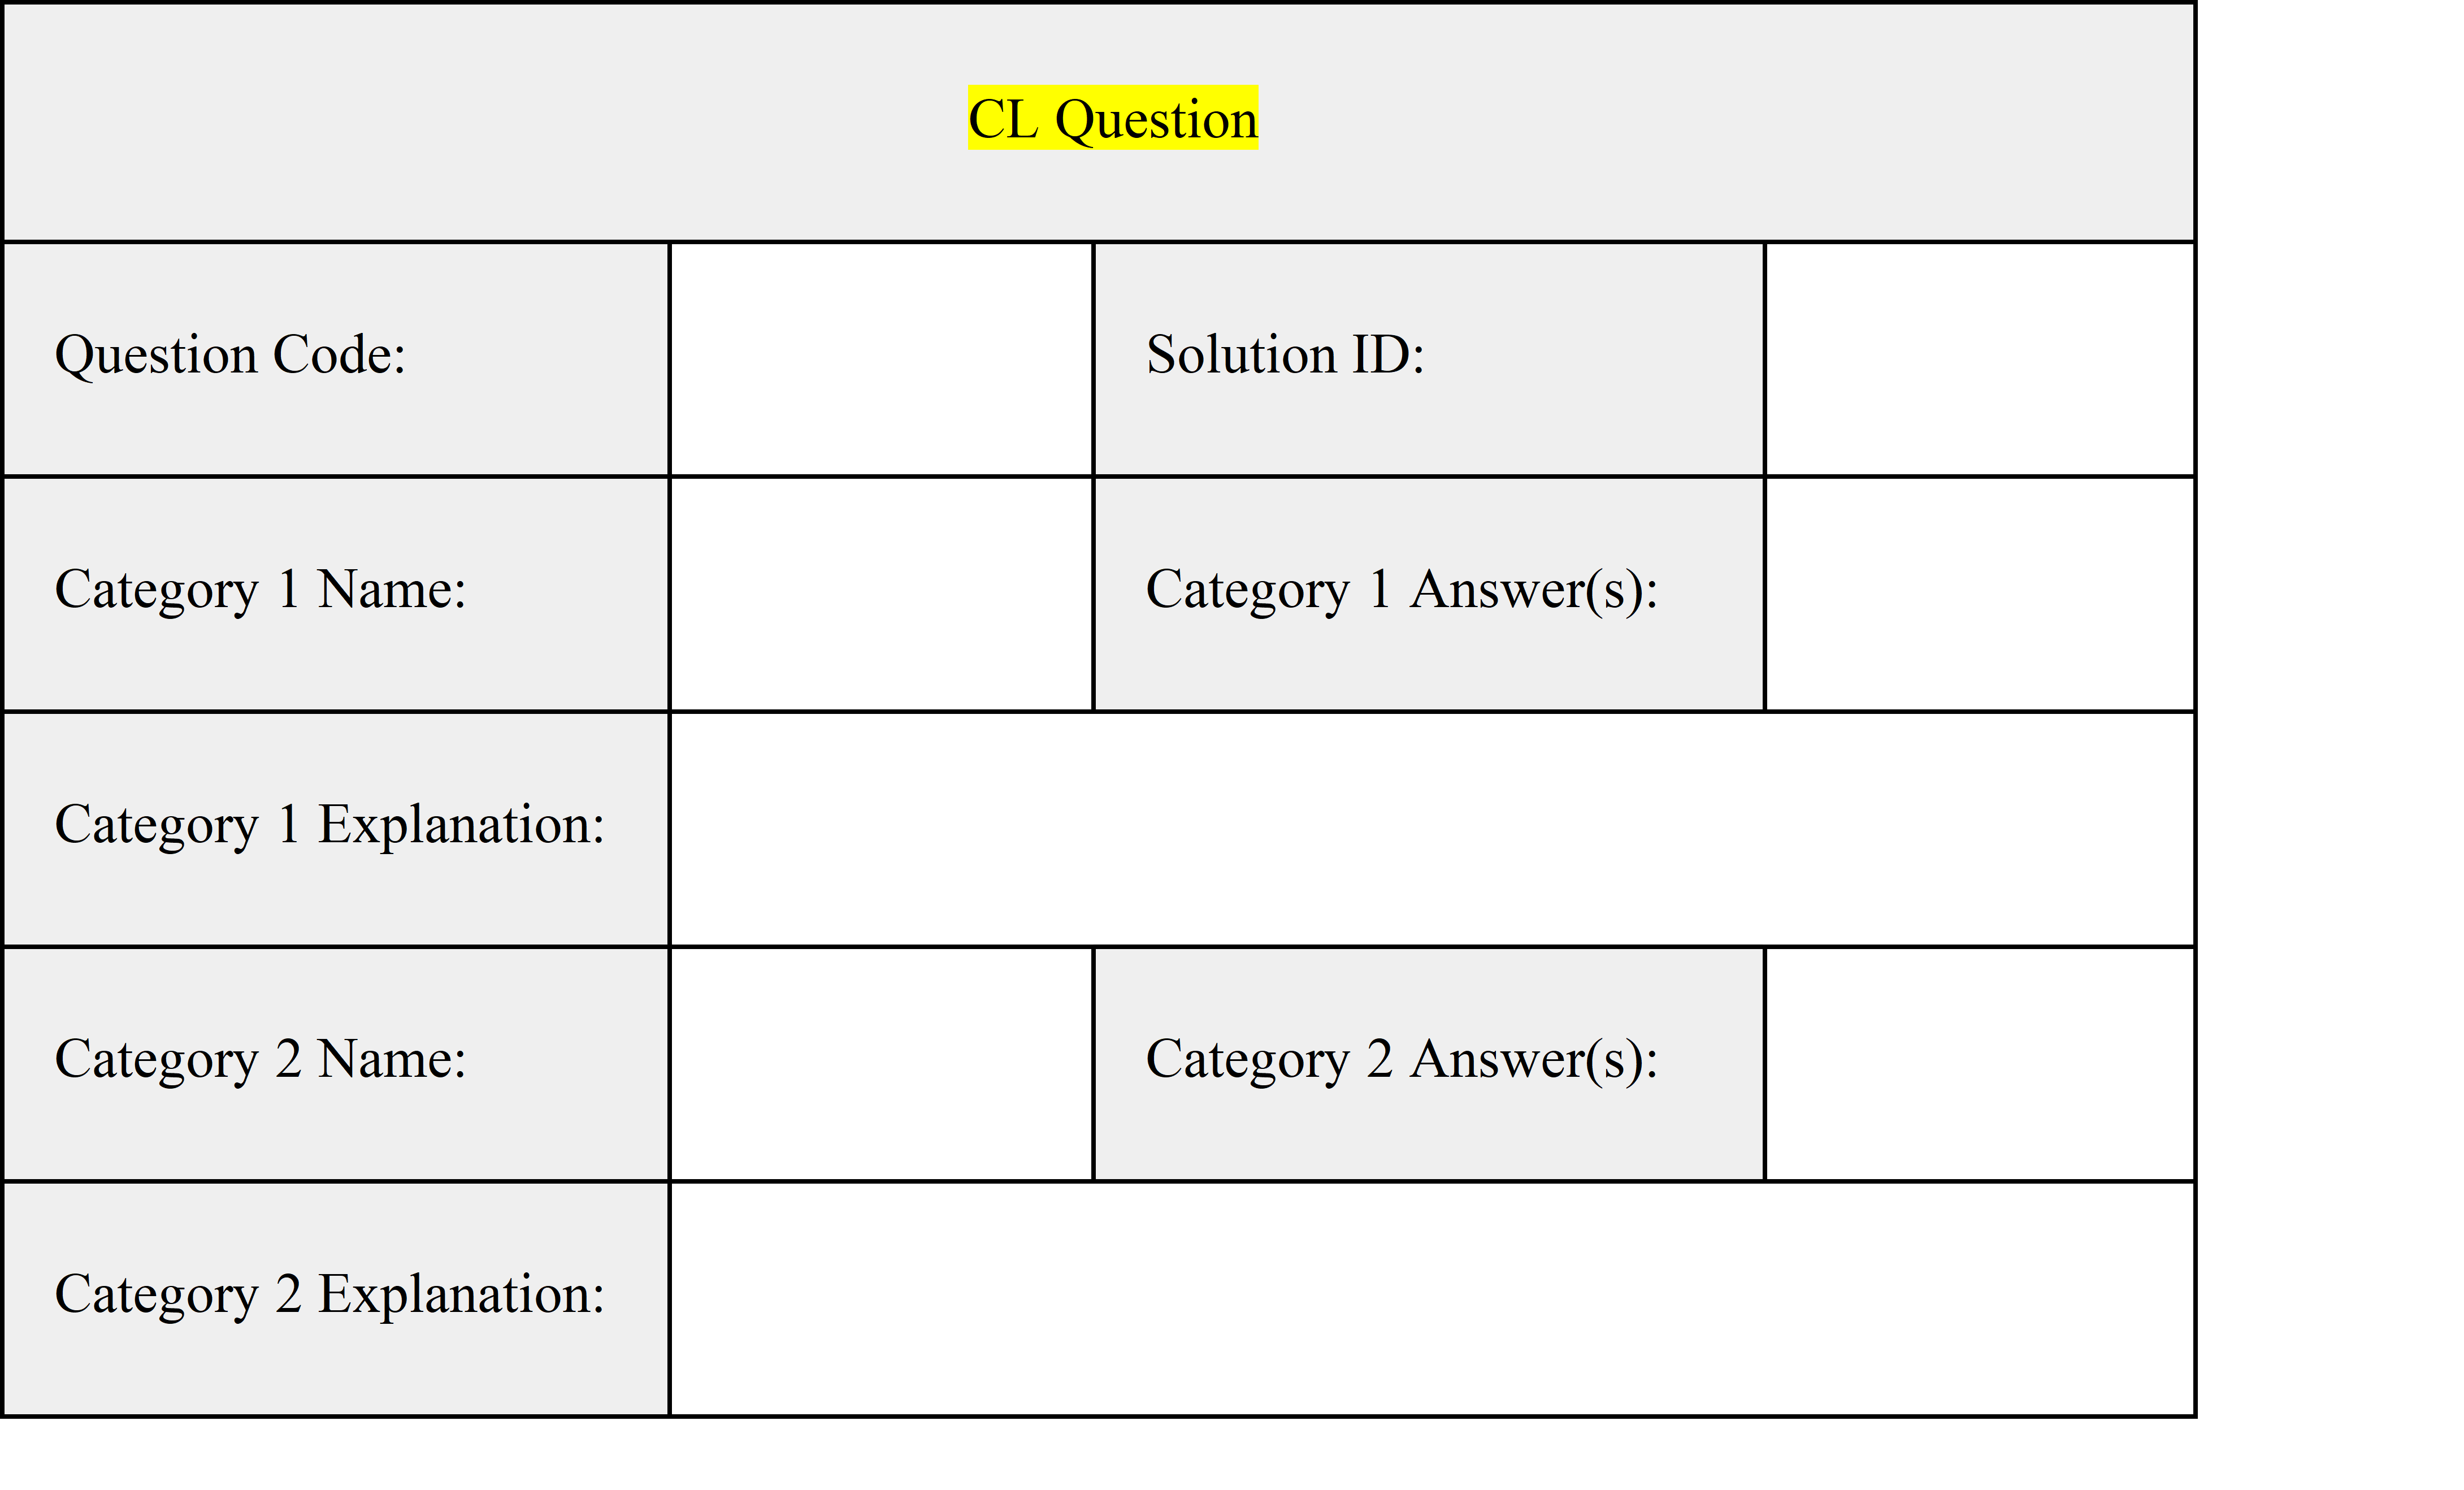 CL Question
Question Code:
Solution ID:
Category 1 Name:
Category 1 Answer(s):
Category 1 Explanation:
Category 2 Name:
Category 2 Answer(s):
Category 2 Explanation: